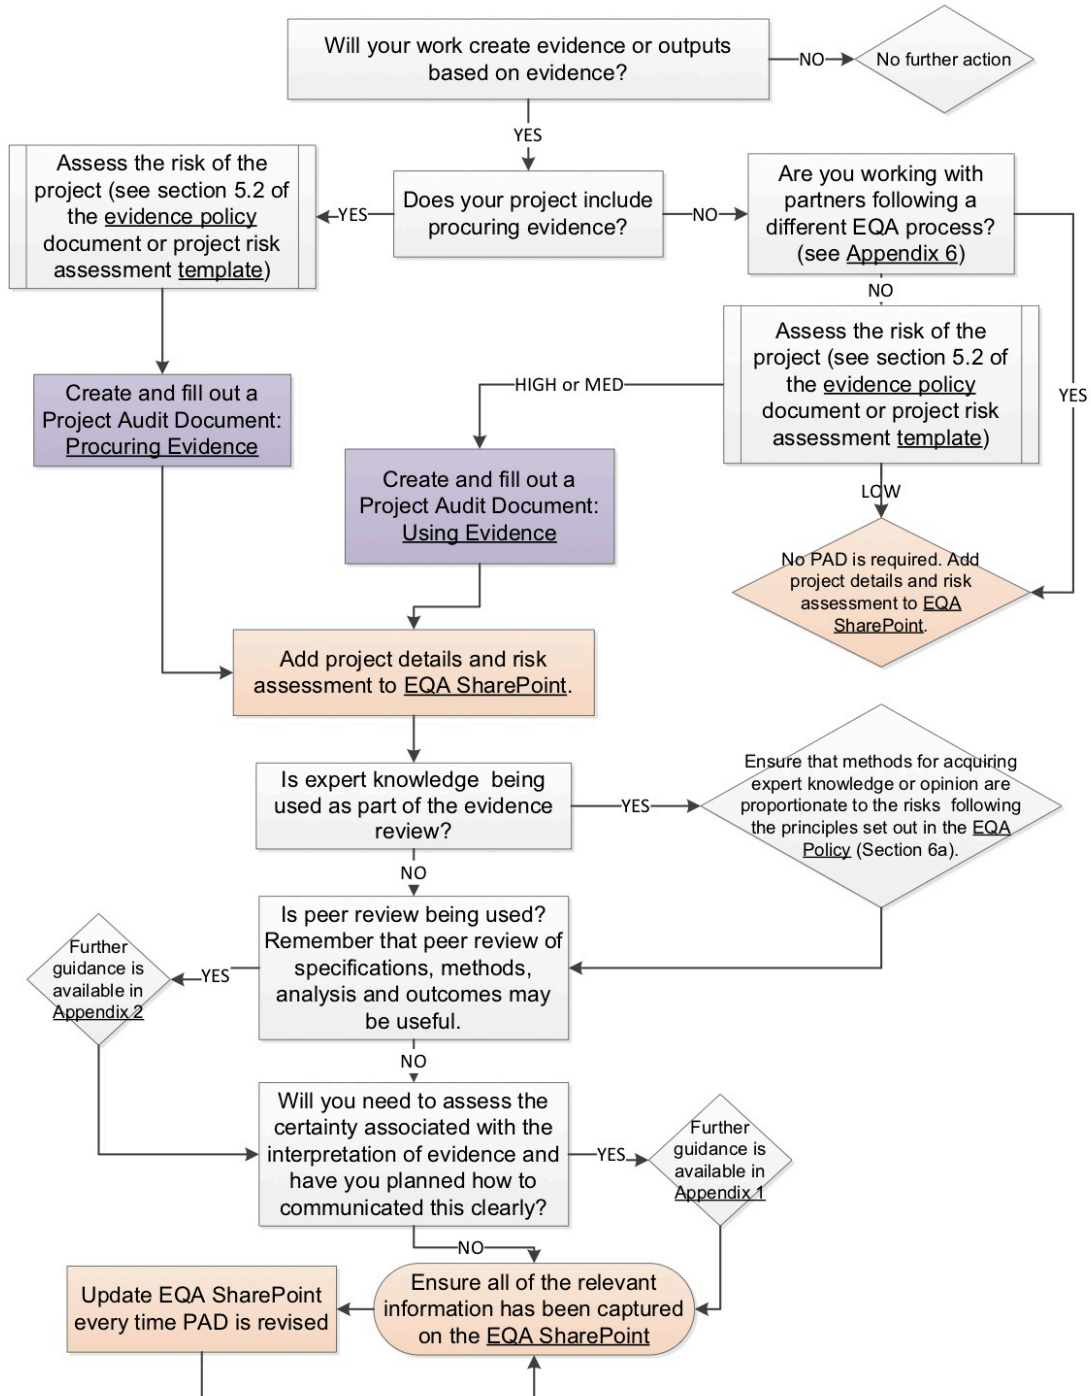 Will your work create evidence or outputs
based on evidence?
NO
No further action
YES
Assess the risk of the
project (see section 5.2 of
the evidence policy
document or project risk
assessment template)
YES
Does your project include
procuring evidence?
NO
Are you working with
partners following a
different EQA process?
(see Appendix 6)
NO
YES
Assess the risk of the
project (see section 5.2 of
the evidence policy
document or project risk
assessment template)
HIGH or MED
LOW
Create and fill out a
Project Audit Document:
Procuring Evidence
Create and fill out a
Project Audit Document:
Using Evidence
No PAD is required. Add
project details and risk
assessment to EQA
SharePoint.
Add project details and risk
assessment to EQA SharePoint.
Is expert knowledge being
used as part of the evidence
review?
YES
Ensure that methods for acquiring
expert knowledge or opinion are
proportionate to the risks following
the principles set out in the EQA
Policy (Section 6a).
NO
Is peer review being used?
Remember that peer review of
specifications, methods,
analysis and outcomes may
be useful.
YES
Further
guidance is
available in
Appendix 2
NO
Will you need to assess the
certainty associated with the
interpretation of evidence and
have you planned how to
communicated this clearly?
YES
Further
guidance is
available in
Appendix 1
NO
Ensure all of the relevant
information has been captured
on the EQA SharePoint
Update EQA SharePoint
every time PAD is revised